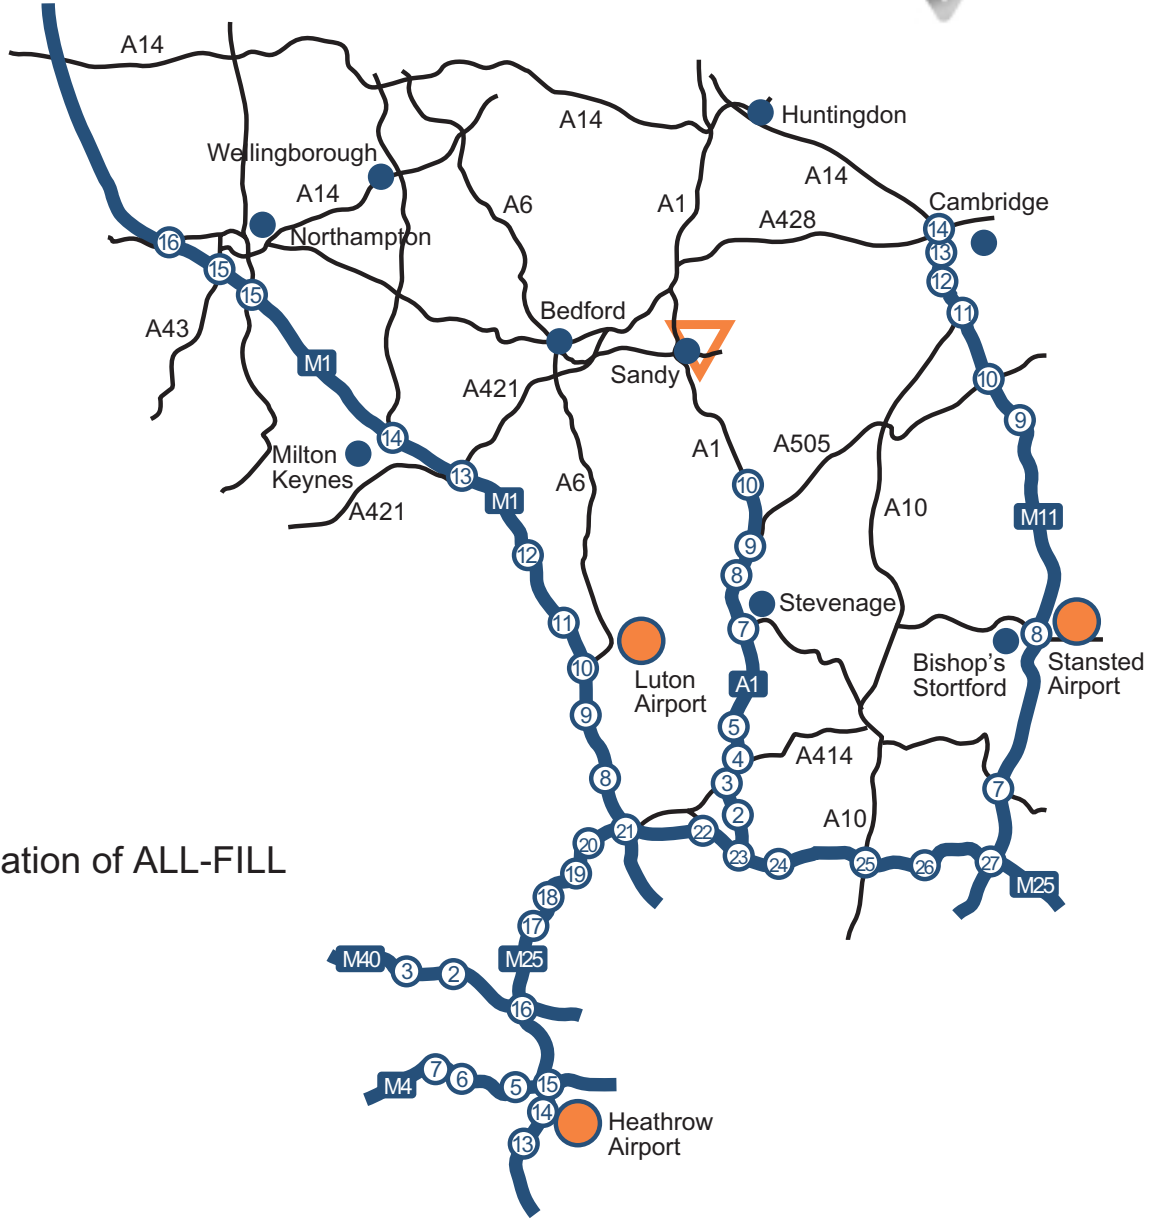 A14
A14
Huntingdon
Wellingborough
A14
A14
A6
A1
A428
Cambridge
Northampton
14
13
16
15
15
12
11
A43
M1
Bedford
Sandy
A421
10
9
14
Milton
Keynes
13
A421
M1
A6
A1
A505
10
A10
M11
12
9
8
11
Stevenage
7
8
Bishop's
Stortford
Stansted
Airport
10
Luton
Airport
A1
9
5
4
A414
8
3
7
2
A10
21
22
20
23
24
25
26
27
M25
19
18
17
ation of ALL-FILL
M40
3
2
M25
16
M4
7
6
5
15
14
13
Heathrow
Airport